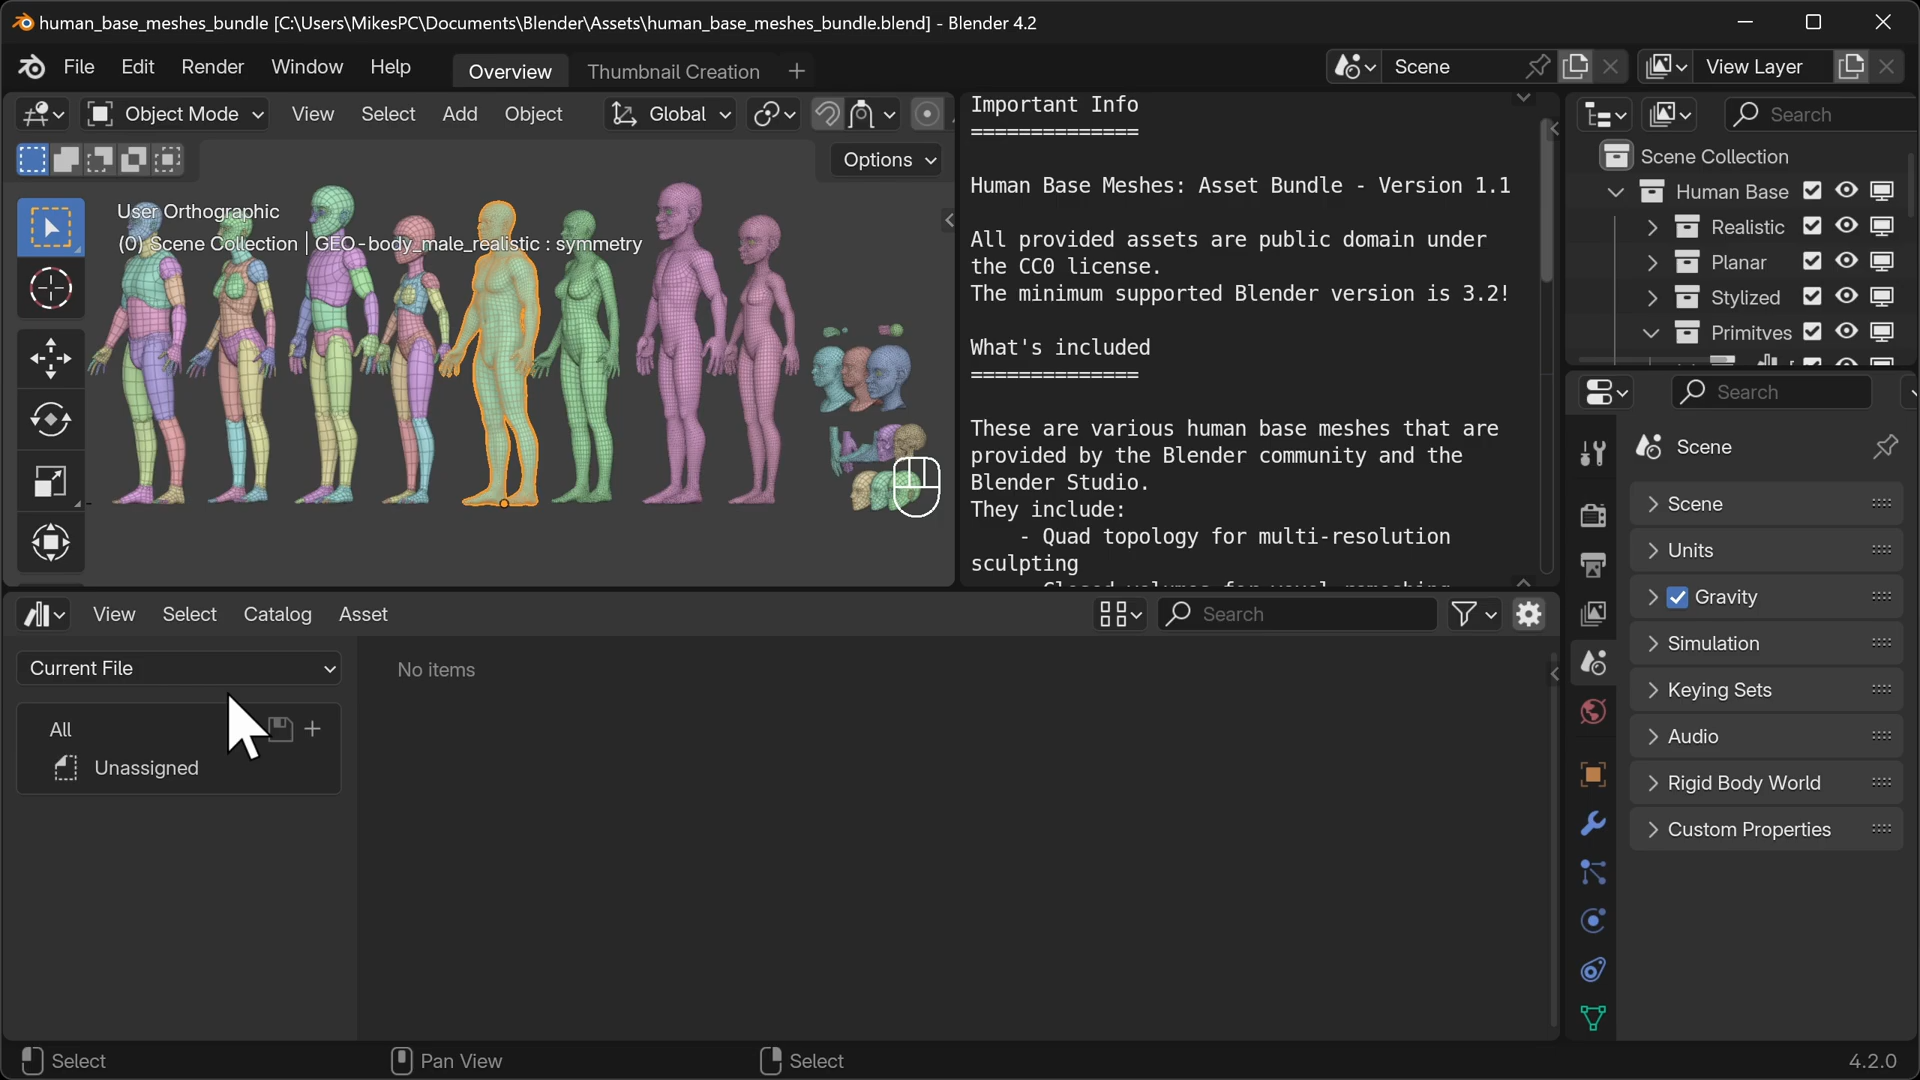 human_base_meshes_bundle [C:\Users\MikesPC\Documents\Blender\Assets\human_base_meshes_bundle.blend] - Blender 4.2
File Edit Render Window Help Overview Thumbnail Creation + Scene View Layer
Object Mode View Select Add Object Global
Options
User Orthographic
(0) Scene Collection | GEO-body_male_realistic : symmetry
Important Info
==============
Human Base Meshes: Asset Bundle - Version 1.1
All provided assets are public domain under
the CC0 license.
The minimum supported Blender version is 3.2!
What's included
==============
These are various human base meshes that are
provided by the Blender community and the
Blender Studio.
They include:
- Quad topology for multi-resolution
sculpting
Search
Scene Collection
Human Base
Realistic
Planar
Stylized
Primitves
Search
Scene
Scene
Units
Gravity
Simulation
Keying Sets
Audio
Rigid Body World
Custom Properties
View Select Catalog Asset Search
Current File
All
Unassigned
No items
Select Pan View Select 4.2.0